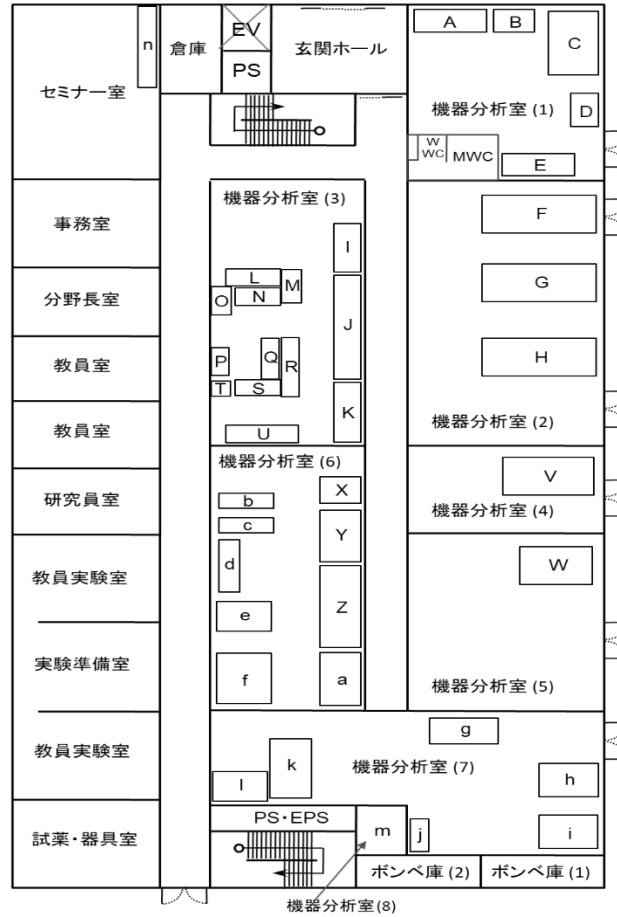 n
倉庫
EV
PS
玄関ホール
A
B
C
セミナー室
機器分析室 (1)
D
W
WC
MWC
E
事務室
機器分析室 (3)
I
F
分野長室
L
M
O
N
J
G
教員室
P
Q
R
T
S
H
K
教員室
U
機器分析室 (2)
研究員室
機器分析室 (6)
X
V
b
c
Y
機器分析室 (4)
教員実験室
d
W
Z
e
実験準備室
f
a
機器分析室 (5)
教員実験室
g
k
機器分析室 (7)
h
l
試薬・器具室
PS・EPS
m
j
i
ボンベ庫 (2)
ボンベ庫 (1)
機器分析室(8)